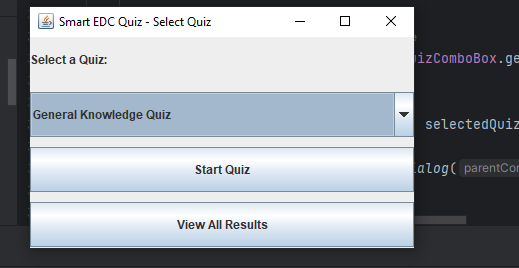 Smart EDC Quiz - Select Quiz
Select a Quiz:
uizComboBox.ge
General Knowledge Quiz
selectedQuiz
Start Quiz
alog( parentCom
View All Results